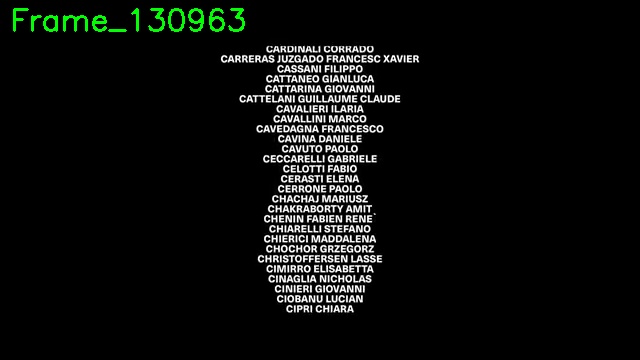 Frame_130963
CARDINALI CORRADO
CARRERAS JUZGADO FRANCESC XAVIER
CASSANI FILIPPO
CATTANEO GIANLUCA
CATTARINA GIOVANNI
CATTELANI GUILLAUME CLAUDE
CAVALIERI ILARIA
CAVALLINI MARCO
CAVEDAGNA FRANCESCO
CAVINA DANIELE
CAVUTO PAOLO
CECCARELLI GABRIELE
CELOTTI FABIO
CERASTI ELENA
CERRONE PAOLO
CHACHAJ MARIUSZ
CHAKRABORTY AMIT
CHENIN FABIEN RENE
CHIARELLI STEFANO
CHIERICI MADDALENA
CHOCHOR GRZEGORZ
CHRISTOFFERSEN LASSE
CIMIRRO ELISABETTA
CINAGLIA NICHOLAS
CINIERI GIOVANNI
CIOBANU LUCIAN
CIPRI CHIARA